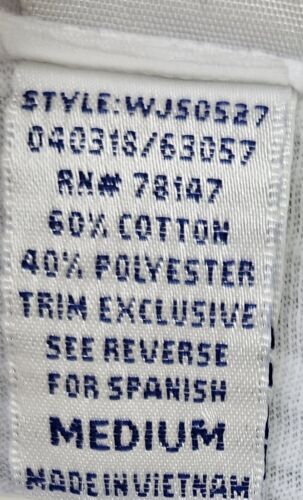 STYLE:WJS0527
040318/63057
RN# 78147
60% COTTON
40% POLYESTER
TRIM EXCLUSIVE
SEE REVERSE
FOR SPANISH
MEDIUM
MADE IN VIETNAM